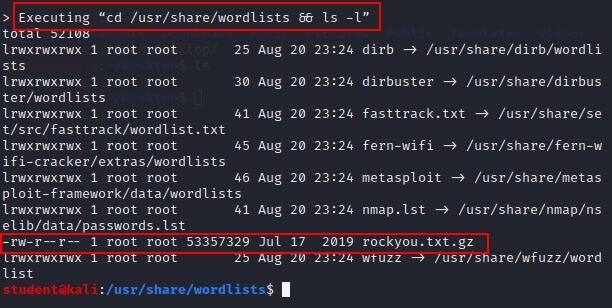 > Executing “cd /usr/share/wordlists && ls -l”
total 52108
lrwxrwxrwx 1 root root       25 Aug 20 23:24 dirb → /usr/share/dirb/wordli
sts
lrwxrwxrwx 1 root root       30 Aug 20 23:24 dirbuster → /usr/share/dirbus
ter/wordlists
lrwxrwxrwx 1 root root       41 Aug 20 23:24 fasttrack.txt → /usr/share/se
t/src/fasttrack/wordlist.txt
lrwxrwxrwx 1 root root       45 Aug 20 23:24 fern-wifi → /usr/share/fern-w
ifi-cracker/extras/wordlists
lrwxrwxrwx 1 root root       46 Aug 20 23:24 metasploit → /usr/share/metas
ploit-framework/data/wordlists
lrwxrwxrwx 1 root root       41 Aug 20 23:24 nmap.lst → /usr/share/nmap/ns
elib/data/passwords.lst
-rw-r--r-- 1 root root 53357329 Jul 17  2019 rockyou.txt.gz
lrwxrwxrwx 1 root root       25 Aug 20 23:24 wfuzz → /usr/share/wfuzz/word
list
student@kali:/usr/share/wordlists$